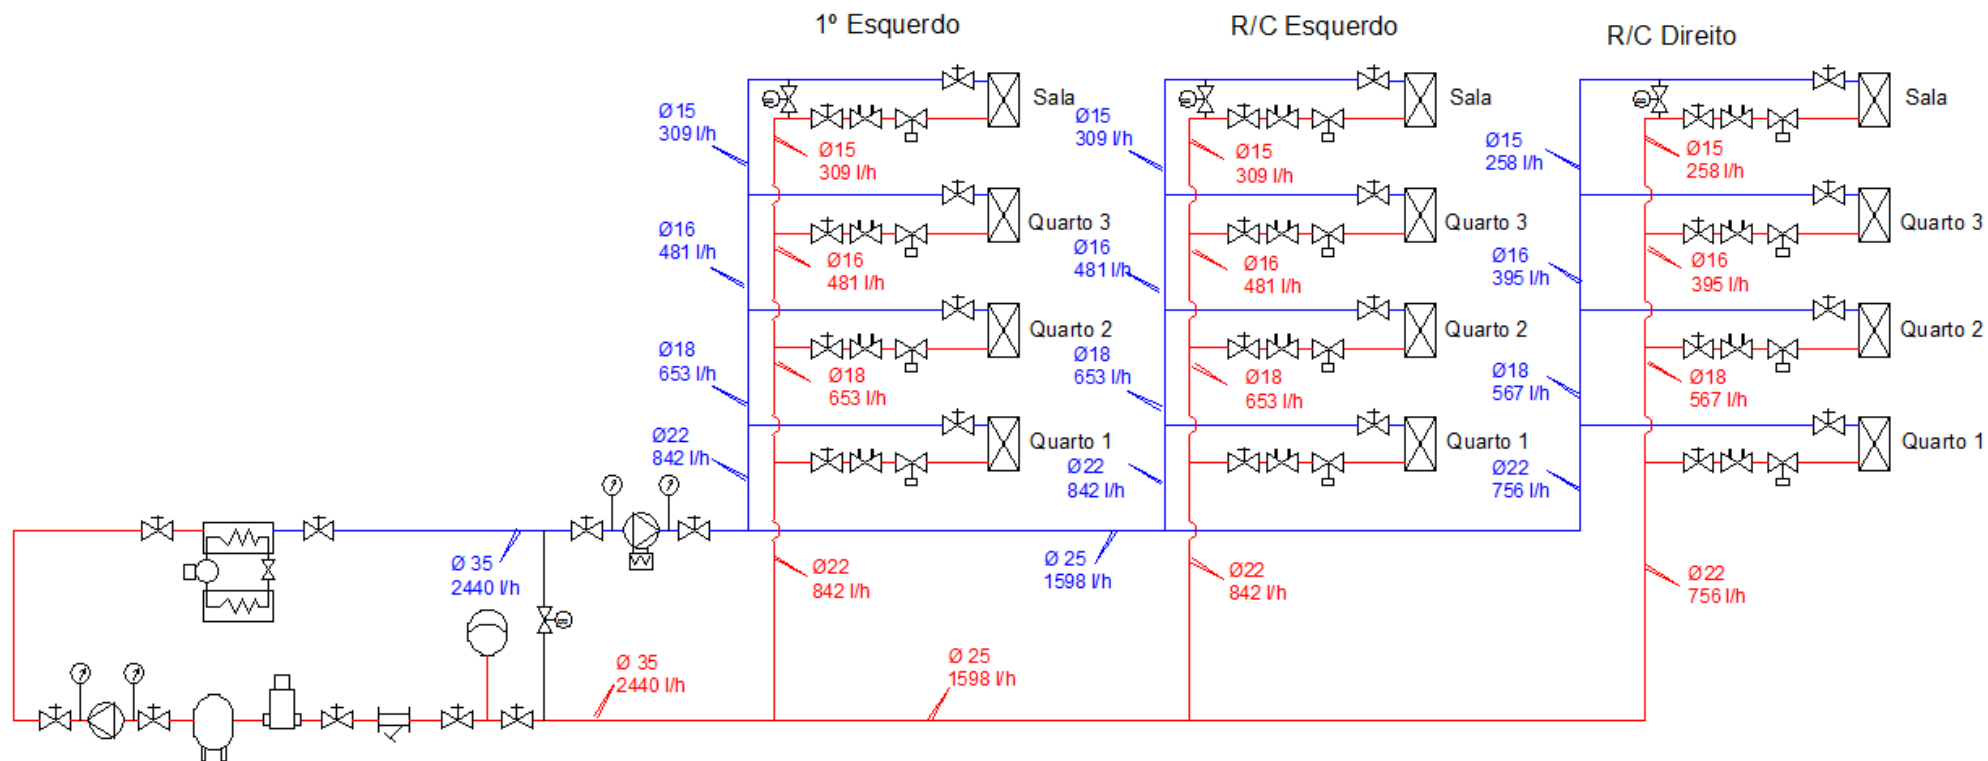 1º Esquerdo
R/C Esquerdo
R/C Direito
Sala
Sala
Sala
Ø15
309 l/h
Ø15
309 l/h
Ø15
309 l/h
Ø15
309 l/h
Ø15
258 l/h
Ø15
258 l/h
Quarto 3
Quarto 3
Quarto 3
Ø16
481 l/h
Ø16
481 l/h
Ø16
481 l/h
Ø16
481 l/h
Ø16
395 l/h
Ø16
395 l/h
Quarto 2
Quarto 2
Quarto 2
Ø18
653 l/h
Ø18
653 l/h
Ø18
653 l/h
Ø18
653 l/h
Ø18
567 l/h
Ø18
567 l/h
Quarto 1
Quarto 1
Quarto 1
Ø22
842 l/h
Ø22
842 l/h
Ø22
756 l/h
Ø 35
2440 l/h
Ø22
842 l/h
Ø 25
1598 l/h
Ø22
842 l/h
Ø22
756 l/h
Ø 35
2440 l/h
Ø 25
1598 l/h